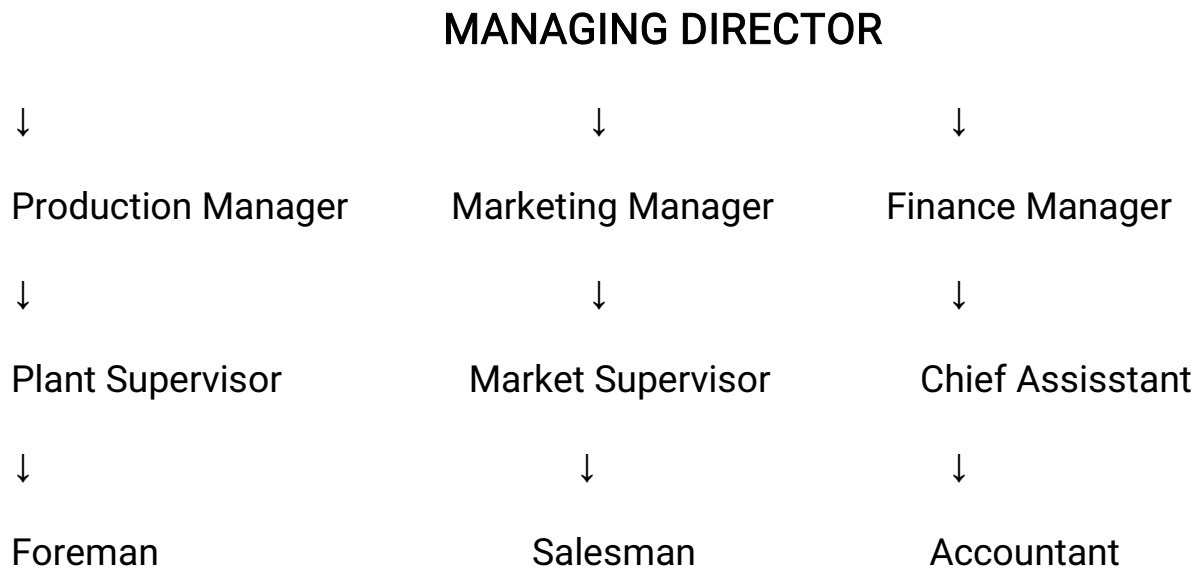 MANAGING DIRECTOR
↓ ↓ ↓
Production Manager Marketing Manager Finance Manager
↓ ↓ ↓
Plant Supervisor Market Supervisor Chief Assisstant
↓ ↓ ↓
Foreman Salesman Accountant